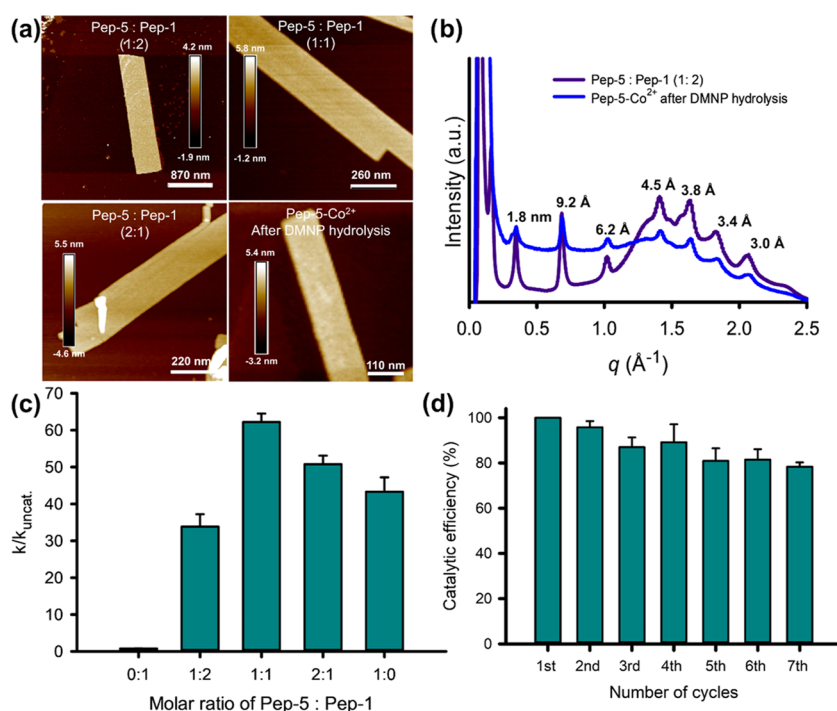 (a)
Pep-5 : Pep-1
(1:2)
4.2 nm
-1.9 nm
870 nm
Pep-5 : Pep-1
(1:1)
5.8 nm
-1.2 nm
260 nm
Pep-5 : Pep-1
(2:1)
5.5 nm
-4.6 nm
220 nm
Pep-5-Co²⁺
After DMNP hydrolysis
5.4 nm
-3.2 nm
110 nm
(b)
Pep-5 : Pep-1 (1: 2)
Pep-5-Co²⁺ after DMNP hydrolysis
1.8 nm
9.2 Å
6.2 Å
4.5 Å
3.8 Å
3.4 Å
3.0 Å
Intensity (a.u.)
0.0 0.5 1.0 1.5 2.0 2.5
q (Å⁻¹)
(c)
70
60
50
40
30
20
10
0
k/kuncat.
0:1 1:2 1:1 2:1 1:0
Molar ratio of Pep-5 : Pep-1
(d)
100
80
60
40
20
0
Catalytic efficiency (%)
1st 2nd 3rd 4th 5th 6th 7th
Number of cycles